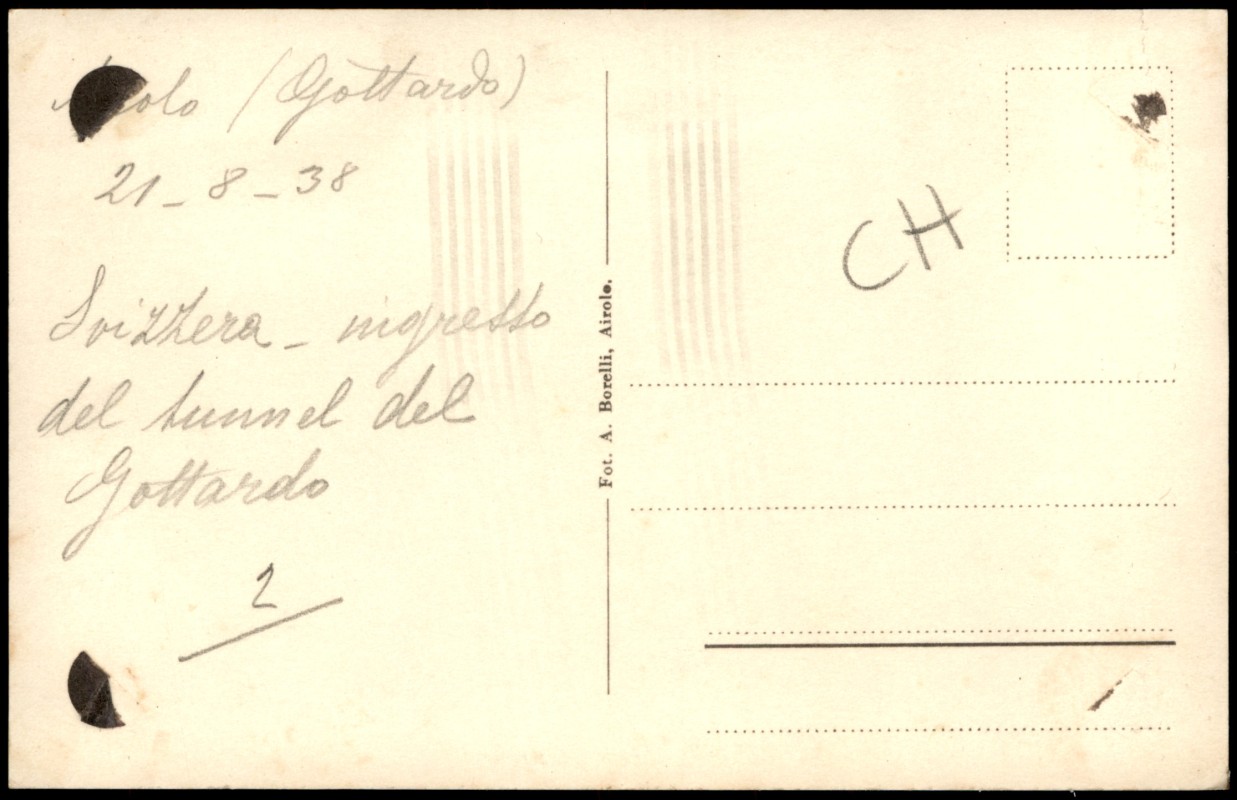 (Gottardo)
21-8-38
Svizzera - ingresso
del tunnel del
Gottardo
2
Fot. A. Borelli, Airolo.
CH